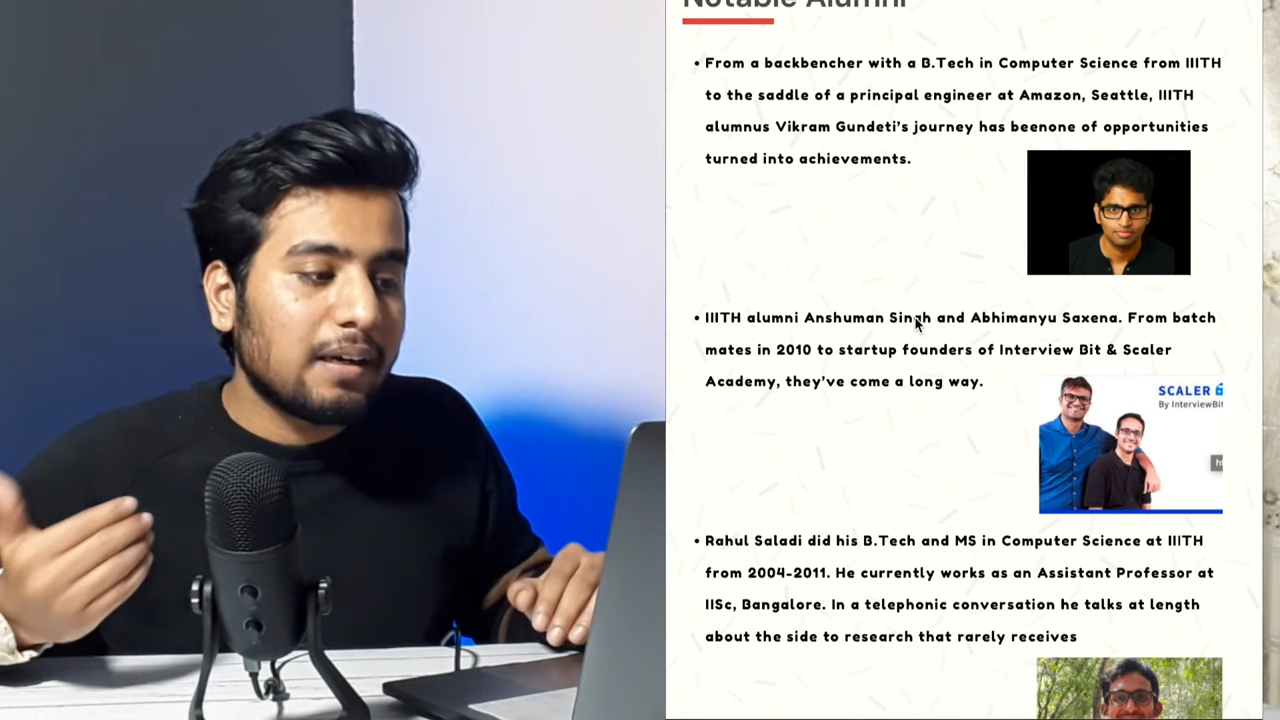 Notable Alumni
• From a backbencher with a B.Tech in Computer Science from IIITH
to the saddle of a principal engineer at Amazon, Seattle, IIITH
alumnus Vikram Gundeti's journey has beenone of opportunities
turned into achievements.
• IIITH alumni Anshuman Singh and Abhimanyu Saxena. From batch
mates in 2010 to startup founders of Interview Bit & Scaler
Academy, they've come a long way.
SCALER
By InterviewBit
• Rahul Saladi did his B.Tech and MS in Computer Science at IIITH
from 2004-2011. He currently works as an Assistant Professor at
IISc, Bangalore. In a telephonic conversation he talks at length
about the side to research that rarely receives